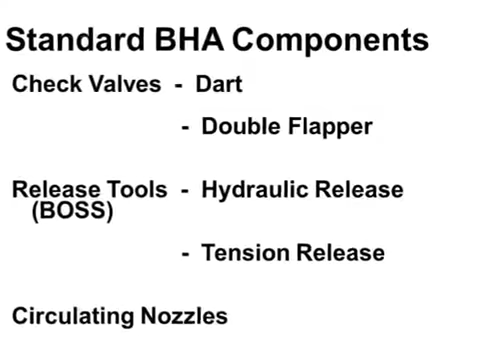 Standard BHA Components
Check Valves - Dart
- Double Flapper
Release Tools - Hydraulic Release
(BOSS)
- Tension Release
Circulating Nozzles